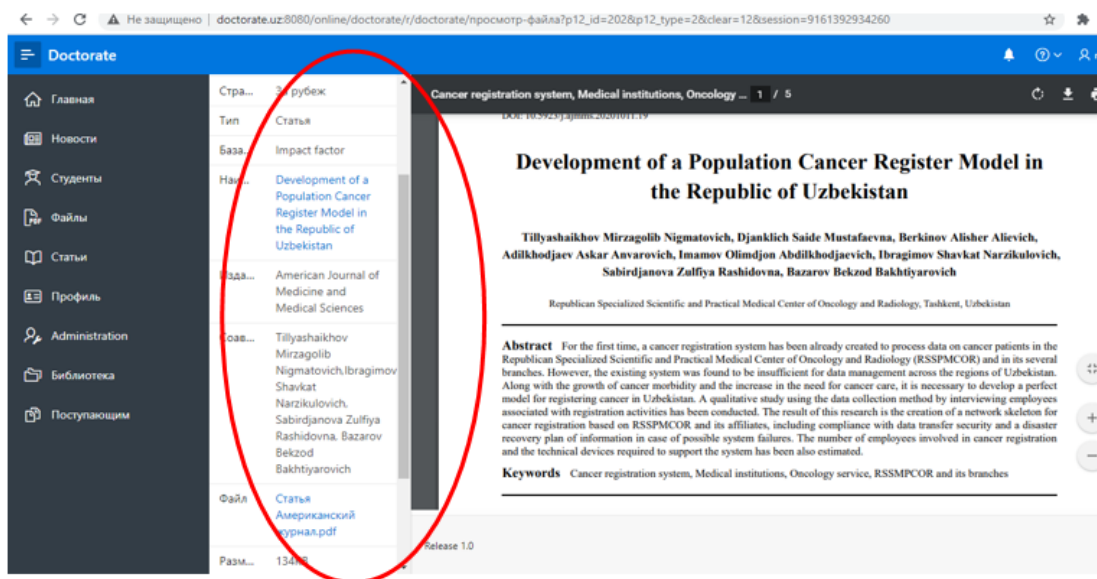 Не защищено | doctorate.uz:8080/online/doctorate/r/doctorate/просмотр-файла?p12_id=202&p12_type=2&clear=12&session=9161392934260
Doctorate
Главная
Новости
Студенты
Файлы
Статьи
Профиль
Administration
Библиотека
Поступающим
Стра...
рубеж
Тип
Статья
База...
Impact factor
Наи...
Development of a
Population Cancer
Register Model in
the Republic of
Uzbekistan
Изда...
American Journal of
Medicine and
Medical Sciences
Соав...
Tillyashaikhov
Mirzagolib
Nigmatovich,Ibragimov
Shavkat
Narzikulovich,
Sabirdjanova Zulfiya
Rashidovna, Bazarov
Bekzod
Bakhtiyarovich
Файл
Статья
Американский
журнал.pdf
Разм...
Cancer registration system, Medical institutions, Oncology ... 1 / 5
DOI: 10.5923/j.ajmms.20201011.19
Development of a Population Cancer Register Model in
the Republic of Uzbekistan
Tillyashaikhov Mirzagolib Nigmatovich, Djanklich Saide Mustafaevna, Berkinov Alisher Alievich,
Adilkhodjaev Askar Anvarovich, Imamov Olimdjon Abdilkhodjaevich, Ibragimov Shavkat Narzikulovich,
Sabirdjanova Zulfiya Rashidovna, Bazarov Bekzod Bakhtiyarovich
Republican Specialized Scientific and Practical Medical Center of Oncology and Radiology, Tashkent, Uzbekistan
Abstract For the first time, a cancer registration system has been already created to process data on cancer patients in the
Republican Specialized Scientific and Practical Medical Center of Oncology and Radiology (RSSPMCOR) and in its several
branches. However, the existing system was found to be insufficient for data management across the regions of Uzbekistan.
Along with the growth of cancer morbidity and the increase in the need for cancer care, it is necessary to develop a perfect
model for registering cancer in Uzbekistan. A qualitative study using the data collection method by interviewing employees
associated with registration activities has been conducted. The result of this research is the creation of a network skeleton for
cancer registration based on RSSPMCOR and its affiliates, including compliance with data transfer security and a disaster
recovery plan of information in case of possible system failures. The number of employees involved in cancer registration
and the technical devices required to support the system has been also estimated.
Keywords Cancer registration system, Medical institutions, Oncology service, RSSMPCOR and its branches
Release 1.0